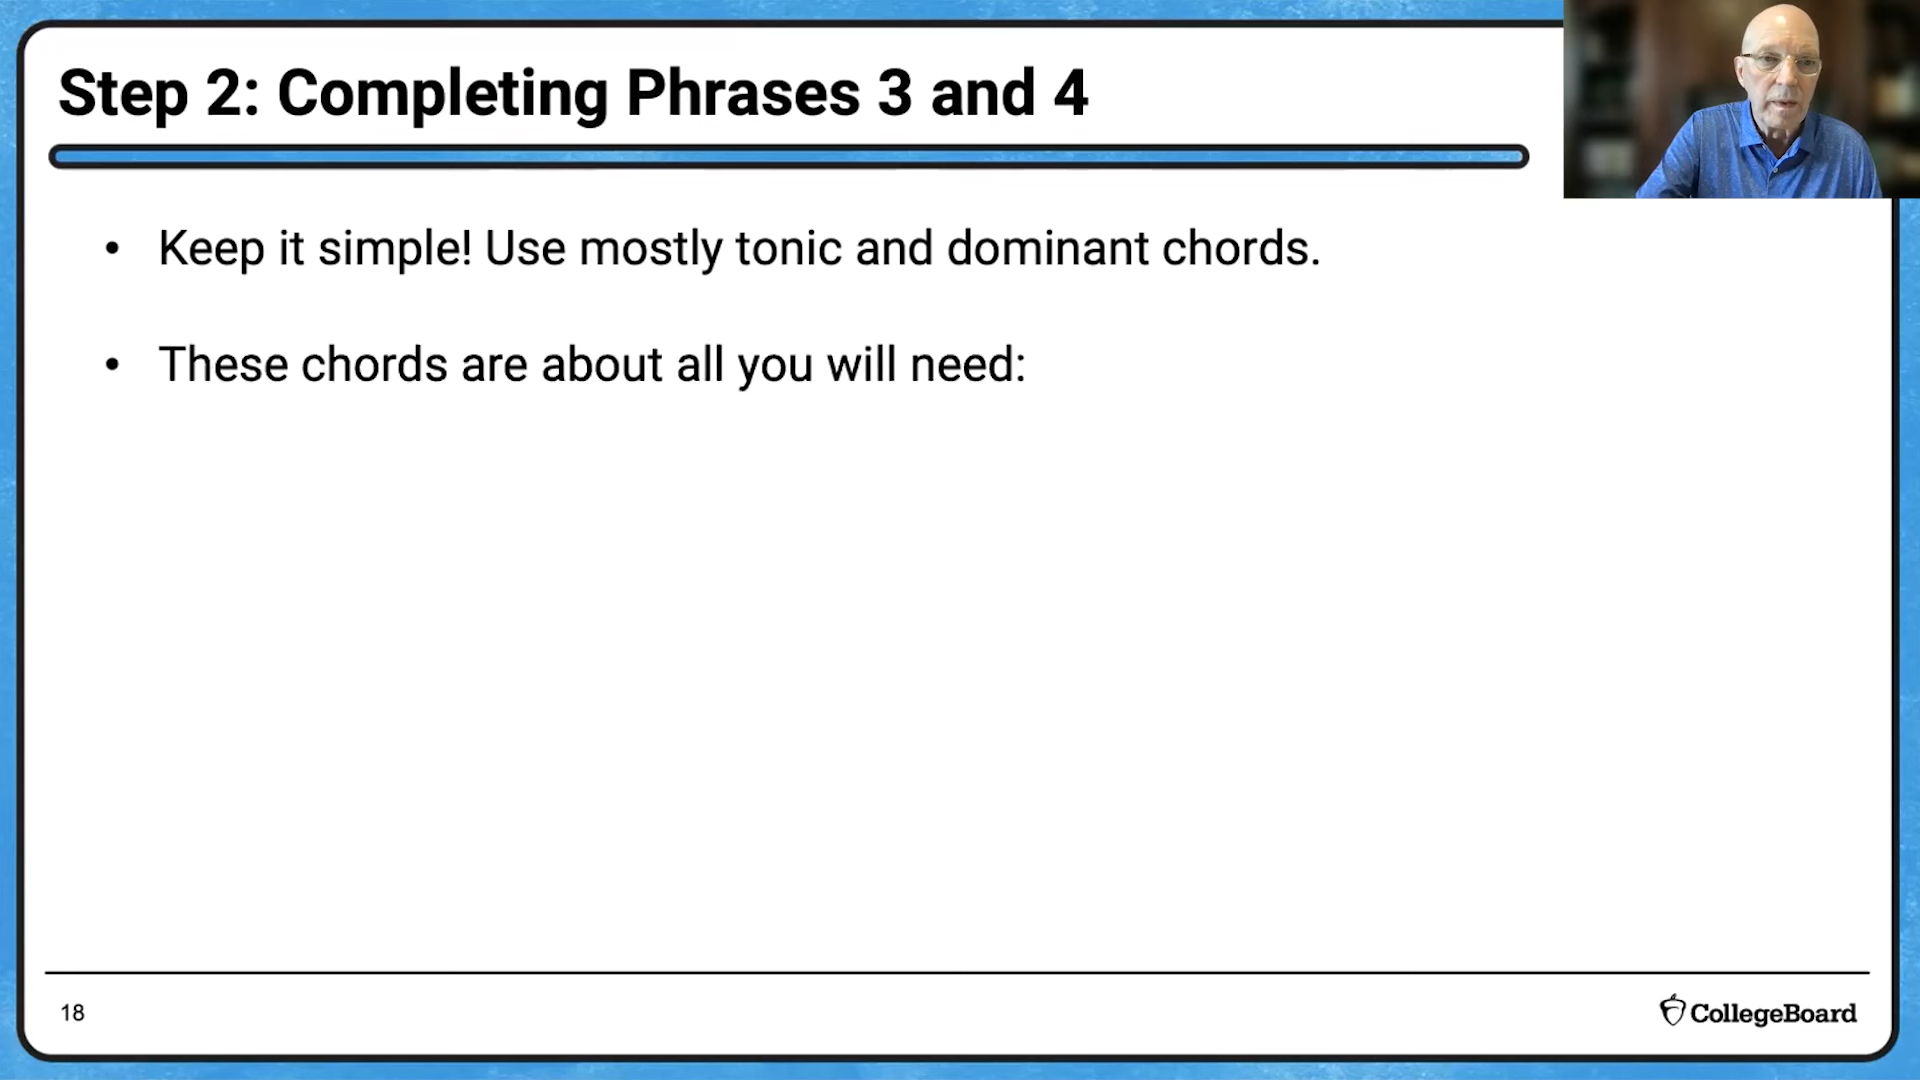 Step 2: Completing Phrases 3 and 4
• Keep it simple! Use mostly tonic and dominant chords.
• These chords are about all you will need:
18
CollegeBoard